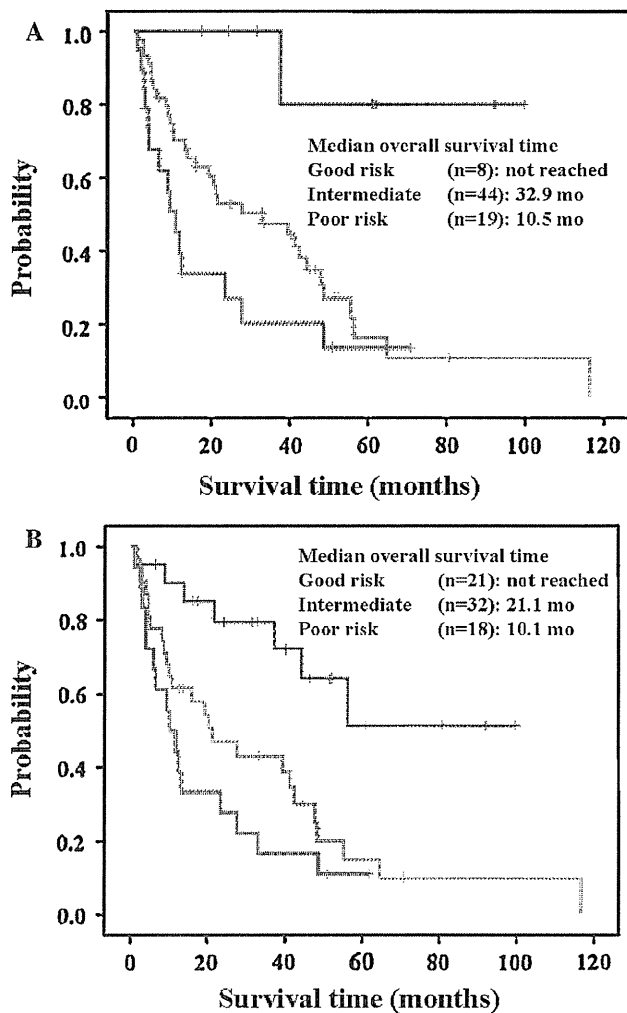 A
1.0
0.8
0.6
0.4
0.2
0.0
Probability
Median overall survival time
Good risk (n=8): not reached
Intermediate (n=44): 32.9 mo
Poor risk (n=19): 10.5 mo
0 20 40 60 80 100 120
Survival time (months)
B
1.0
0.8
0.6
0.4
0.2
0.0
Probability
Median overall survival time
Good risk (n=21): not reached
Intermediate (n=32): 21.1 mo
Poor risk (n=18): 10.1 mo
0 20 40 60 80 100 120
Survival time (months)